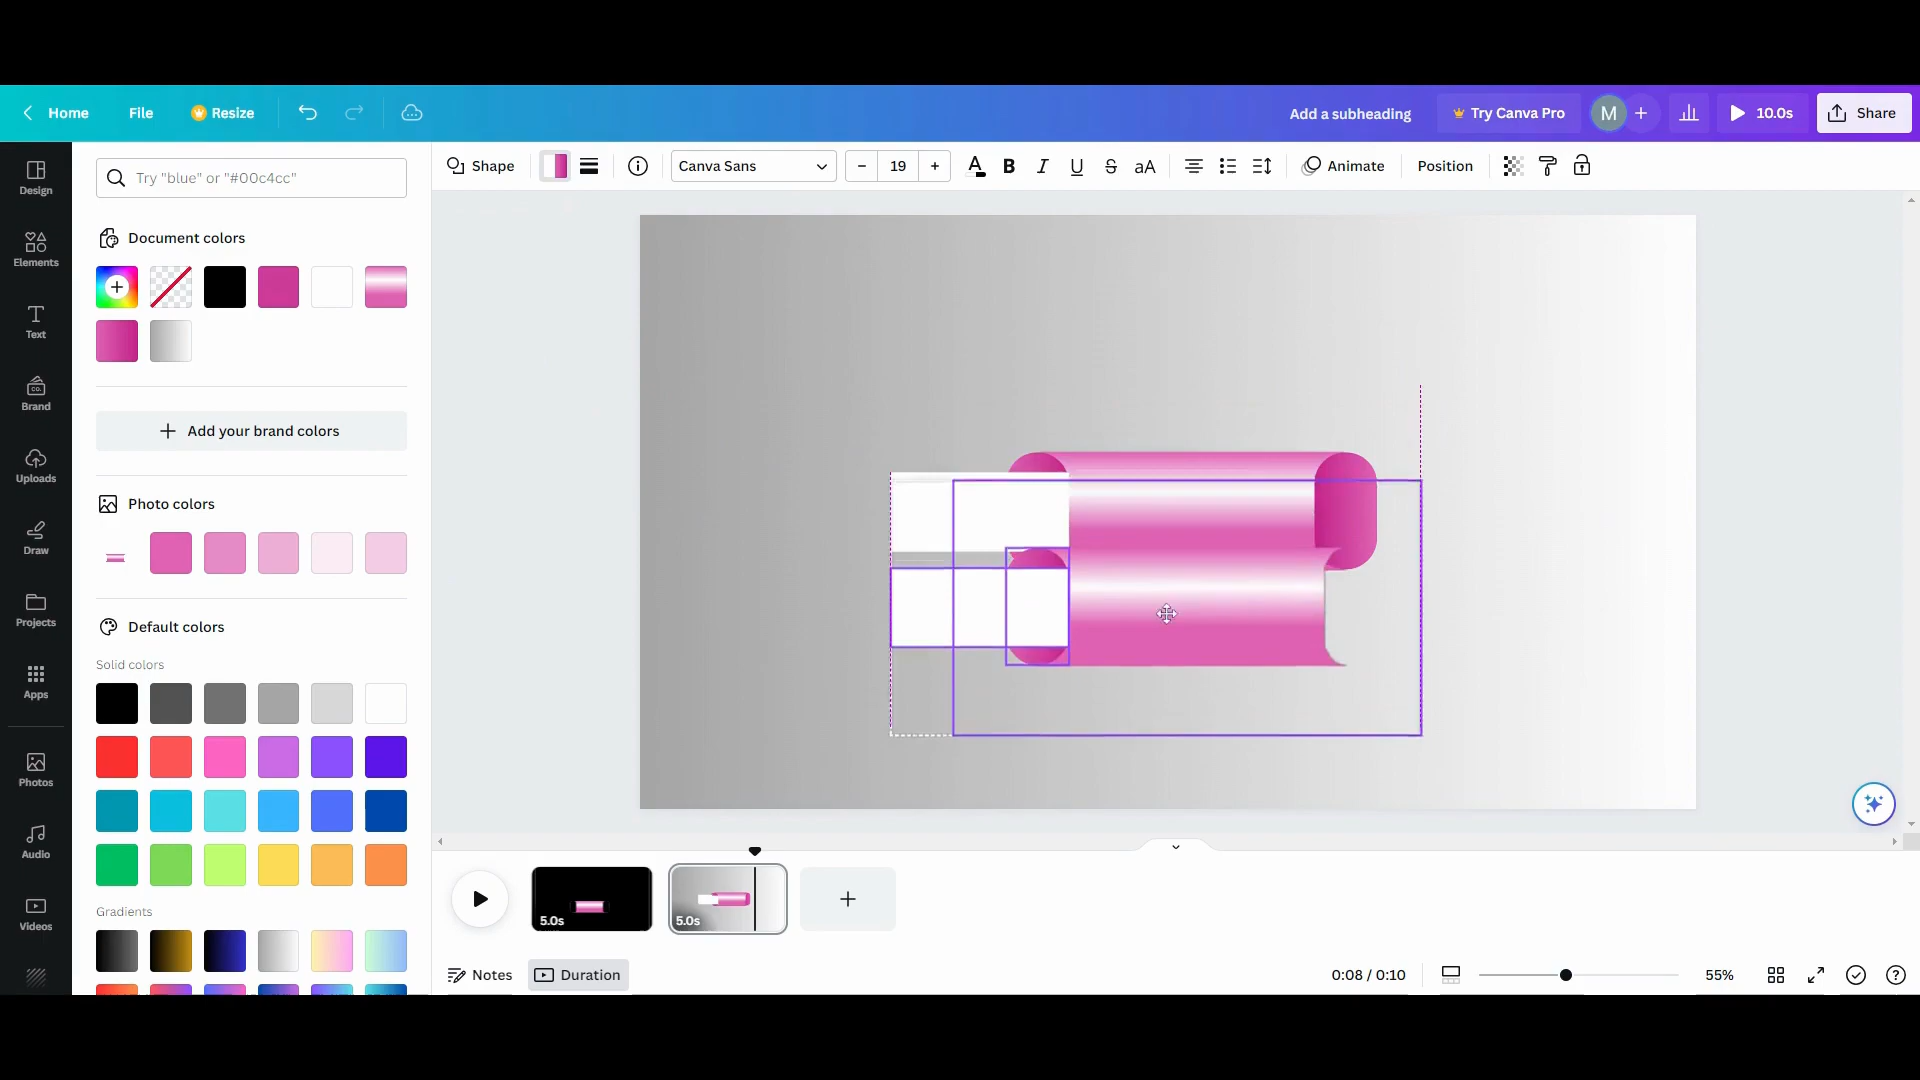 Home File Resize Add a subheading Try Canva Pro M 10.0s Share
Shape Canva Sans 19 A B I U S aA Animate Position
Design
Elements
Text
Brand
Uploads
Draw
Projects
Apps
Photos
Audio
Videos
Try "blue" or "#00c4cc"
Document colors
Add your brand colors
Photo colors
Default colors
Solid colors
Gradients
5.0s 5.0s
Notes Duration 0:08 / 0:10 55%